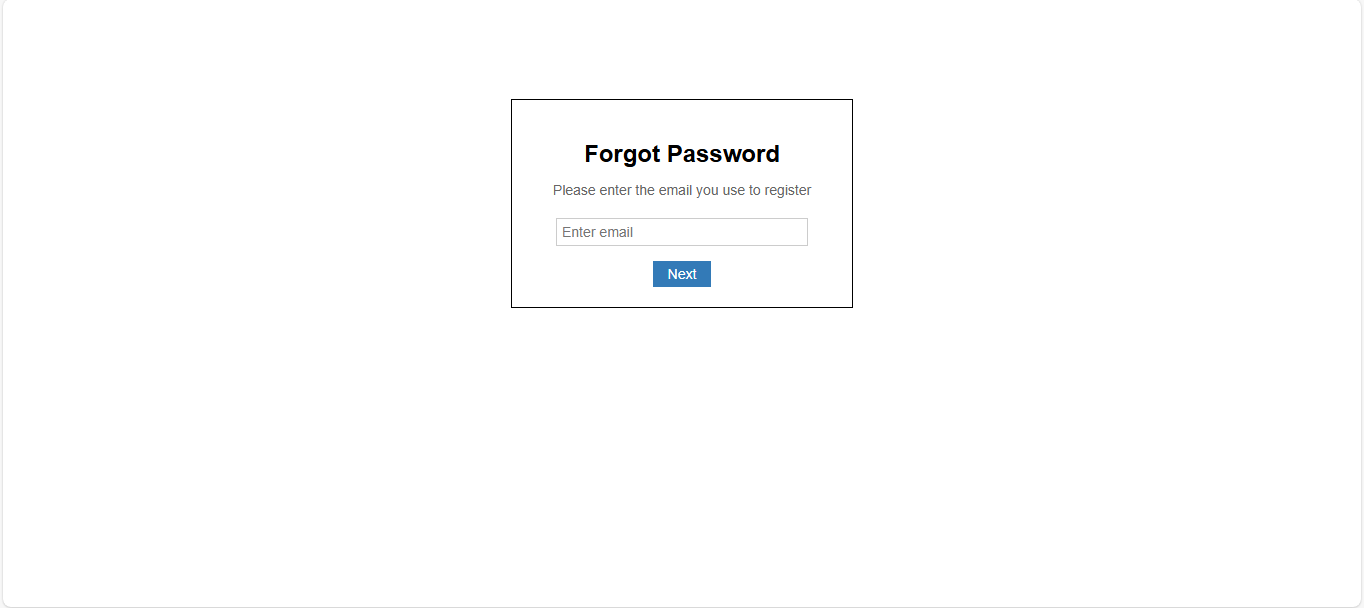 Forgot Password
Please enter the email you use to register
Enter email
Next